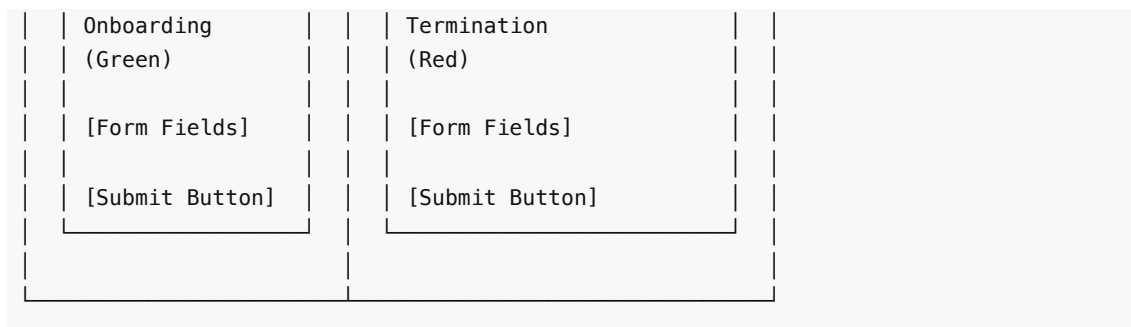 Onboarding Termination
(Green) (Red)
[Form Fields] [Form Fields]
[Submit Button] [Submit Button]